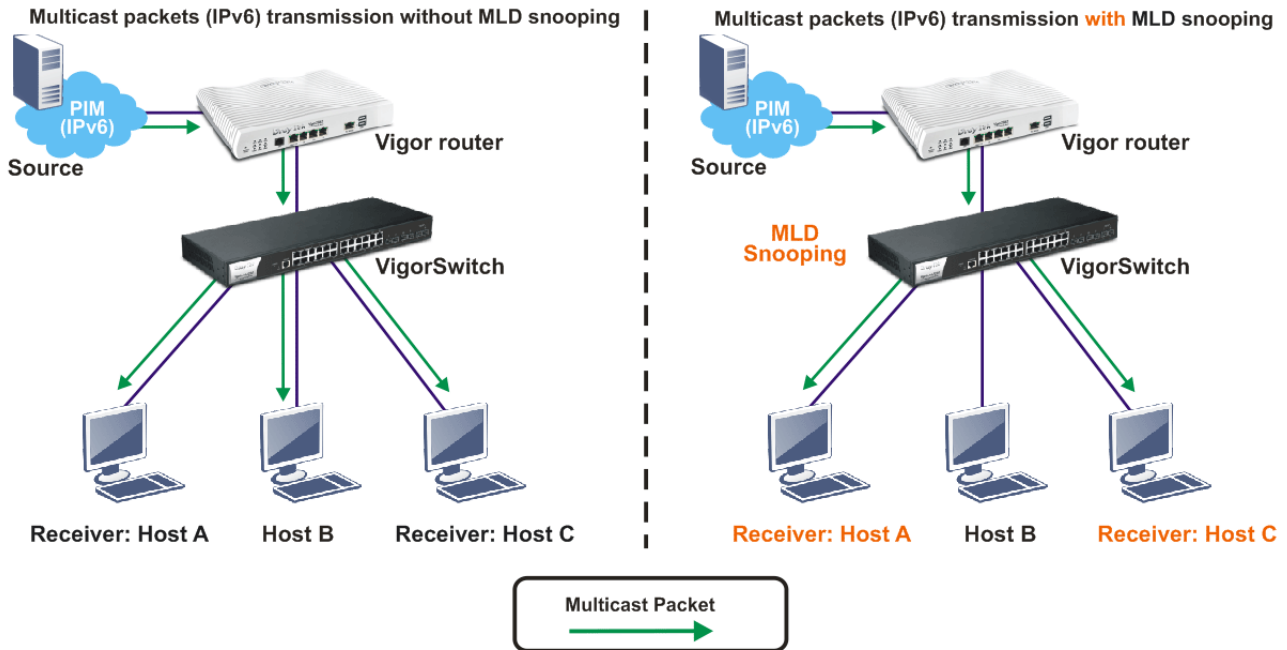 Multicast packets (IPv6) transmission without MLD snooping
PIM
(IPv6)
Source
Vigor router
VigorSwitch
Receiver: Host A
Host B
Receiver: Host C
Multicast packets (IPv6) transmission with MLD snooping
PIM
(IPv6)
Source
Vigor router
MLD
Snooping
VigorSwitch
Receiver: Host A
Host B
Receiver: Host C
Multicast Packet